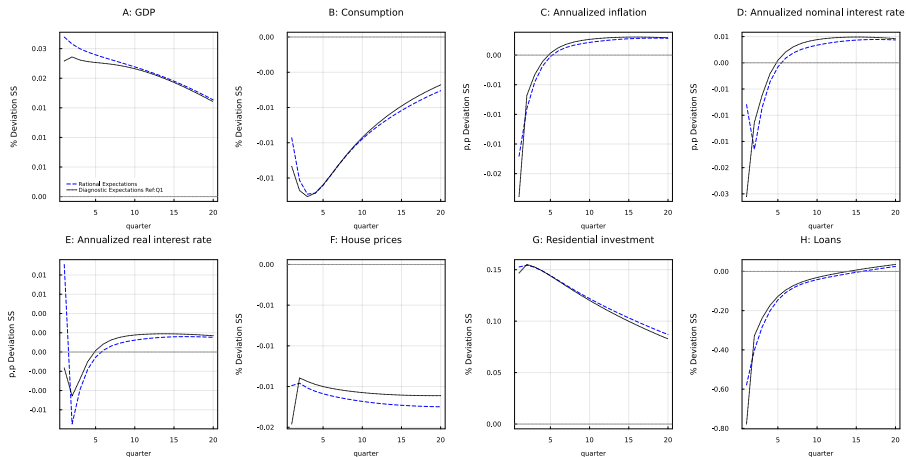 A: GDP
% Deviation SS
0.03
0.02
0.01
0.01
0.00
Rational Expectations
Diagnostic Expectations Ref:Q1
5
10
15
20
quarter
B: Consumption
% Deviation SS
0.00
-0.00
-0.01
-0.01
5
10
15
20
quarter
C: Annualized inflation
p,p Deviation SS
0.00
-0.01
-0.02
5
10
15
20
quarter
D: Annualized nominal interest rate
p,p Deviation SS
0.01
0.00
-0.01
-0.01
-0.02
-0.03
5
10
15
20
quarter
E: Annualized real interest rate
p,p Deviation SS
0.01
0.01
0.01
0.00
0.00
-0.00
-0.00
-0.01
5
10
15
20
quarter
F: House prices
% Deviation SS
0.00
-0.01
-0.01
-0.01
-0.02
5
10
15
20
quarter
G: Residential investment
% Deviation SS
0.15
0.10
0.05
0.00
5
10
15
20
quarter
H: Loans
% Deviation SS
0.00
-0.20
-0.40
-0.60
-0.80
5
10
15
20
quarter